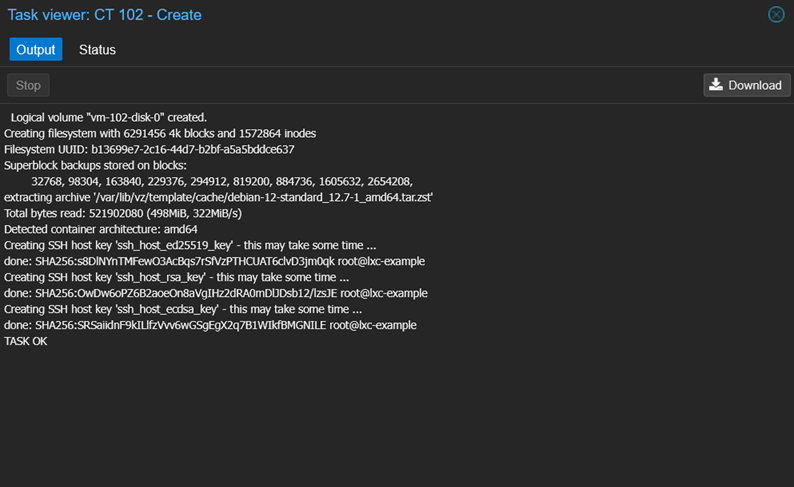 Task viewer: CT 102 - Create
Output Status
Stop Download
Logical volume "vm-102-disk-0" created.
Creating filesystem with 6291456 4k blocks and 1572864 inodes
Filesystem UUID: b13699e7-2c16-44d7-b2bf-a5a5bddce637
Superblock backups stored on blocks:
32768, 98304, 163840, 229376, 294912, 819200, 884736, 1605632, 2654208,
extracting archive '/var/lib/vz/template/cache/debian-12-standard_12.7-1_amd64.tar.zst'
Total bytes read: 521902080 (498MiB, 322MiB/s)
Detected container architecture: amd64
Creating SSH host key 'ssh_host_ed25519_key' - this may take some time ...
done: SHA256:s8DlNYnTMFewO3AcBqs7rSfVzPTHCUAT6clvD3jm0qk root@lxc-example
Creating SSH host key 'ssh_host_rsa_key' - this may take some time ...
done: SHA256:OwDw6oPZ6B2aoeOn8aVgIHz2dRA0mDlJDsb12/lzsJE root@lxc-example
Creating SSH host key 'ssh_host_ecdsa_key' - this may take some time ...
done: SHA256:SRSaiidnF9kILlfzVvv6wGSgEgX2q7B1WIkfBMGNILE root@lxc-example
TASK OK